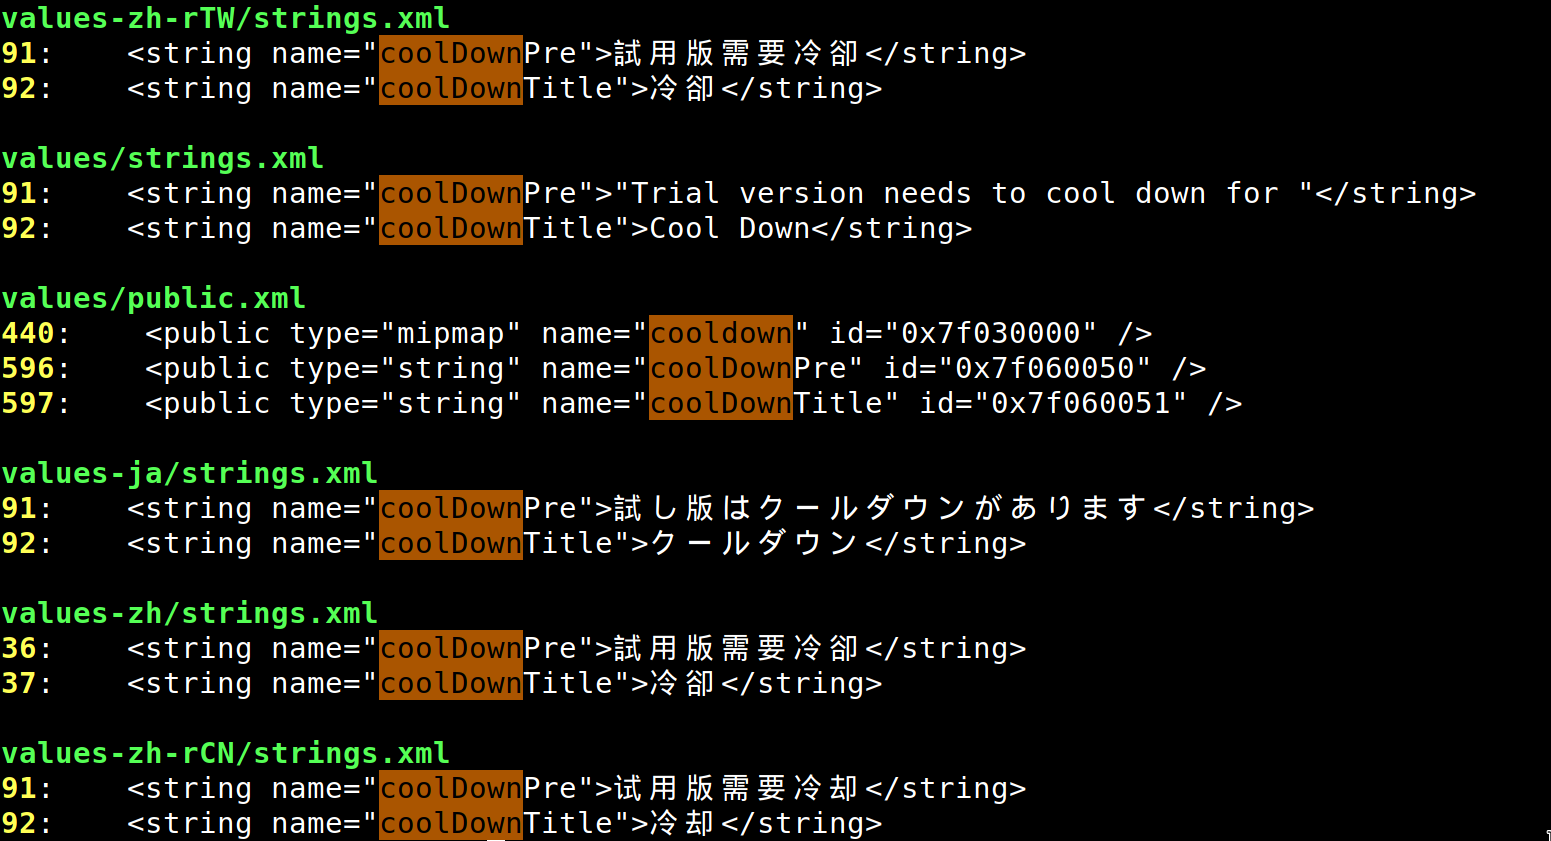 values-zh-rTW/strings.xml
91:    <string name="coolDownPre">試用版需要冷卻</string>
92:    <string name="coolDownTitle">冷卻</string>
values/strings.xml
91:    <string name="coolDownPre">"Trial version needs to cool down for "</string>
92:    <string name="coolDownTitle">Cool Down</string>
values/public.xml
440:    <public type="mipmap" name="cooldown" id="0x7f030000" />
596:    <public type="string" name="coolDownPre" id="0x7f060050" />
597:    <public type="string" name="coolDownTitle" id="0x7f060051" />
values-ja/strings.xml
91:    <string name="coolDownPre">試し版はクールダウンがあります</string>
92:    <string name="coolDownTitle">クールダウン</string>
values-zh/strings.xml
36:    <string name="coolDownPre">試用版需要冷卻</string>
37:    <string name="coolDownTitle">冷卻</string>
values-zh-rCN/strings.xml
91:    <string name="coolDownPre">试用版需要冷却</string>
92:    <string name="coolDownTitle">冷却</string>